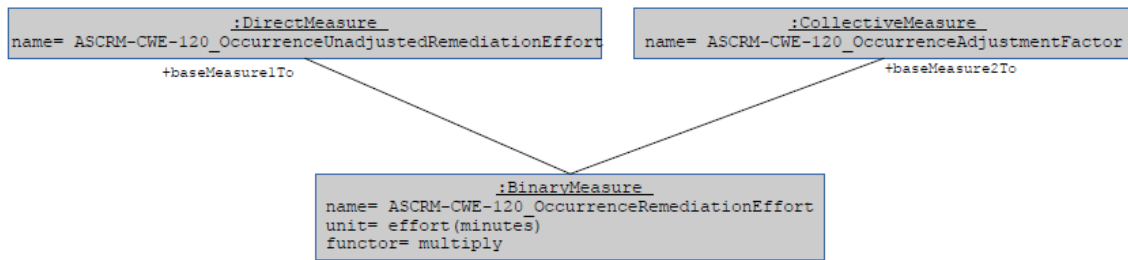 :DirectMeasure
name= ASCRM-CWE-120_OccurrenceUnadjustedRemediationEffort
:CollectiveMeasure
name= ASCRM-CWE-120_OccurrenceAdjustmentFactor
+baseMeasure1To
+baseMeasure2To
:BinaryMeasure
name= ASCRM-CWE-120_OccurrenceRemediationEffort
unit= effort(minutes)
functor= multiply